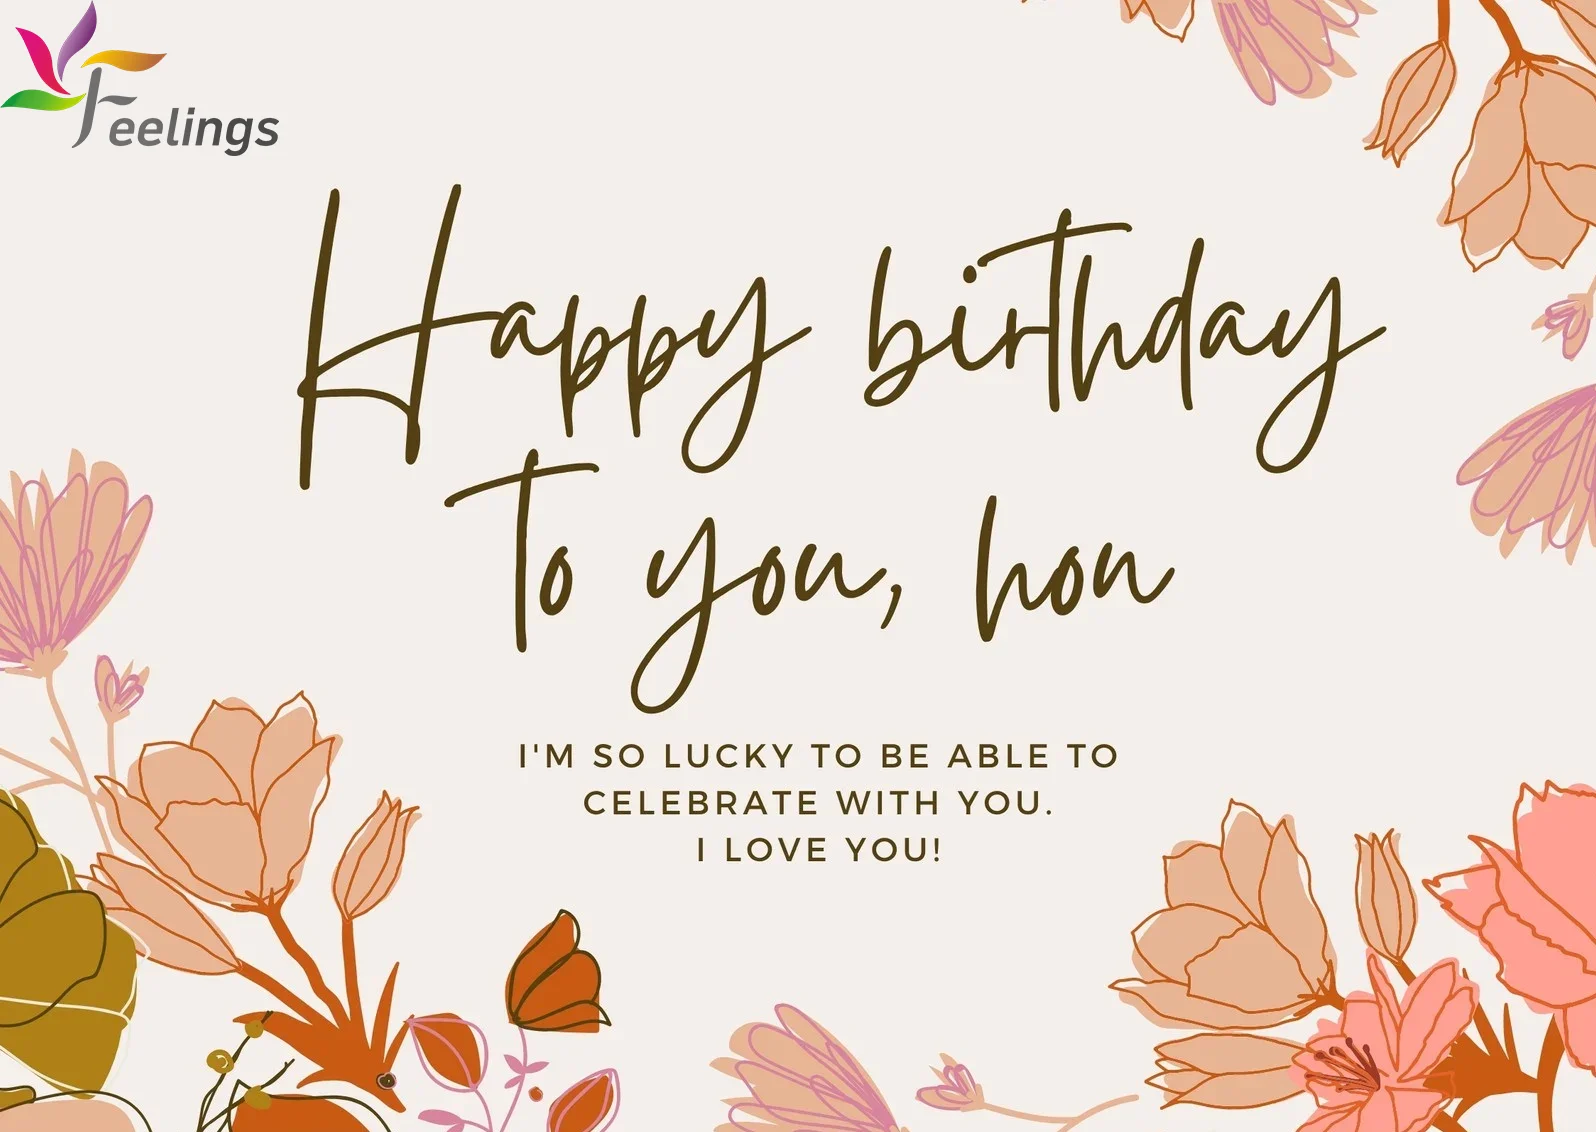 Feelings
Happy birthday
To you, hon
I'M SO LUCKY TO BE ABLE TO
CELEBRATE WITH YOU.
I LOVE YOU!